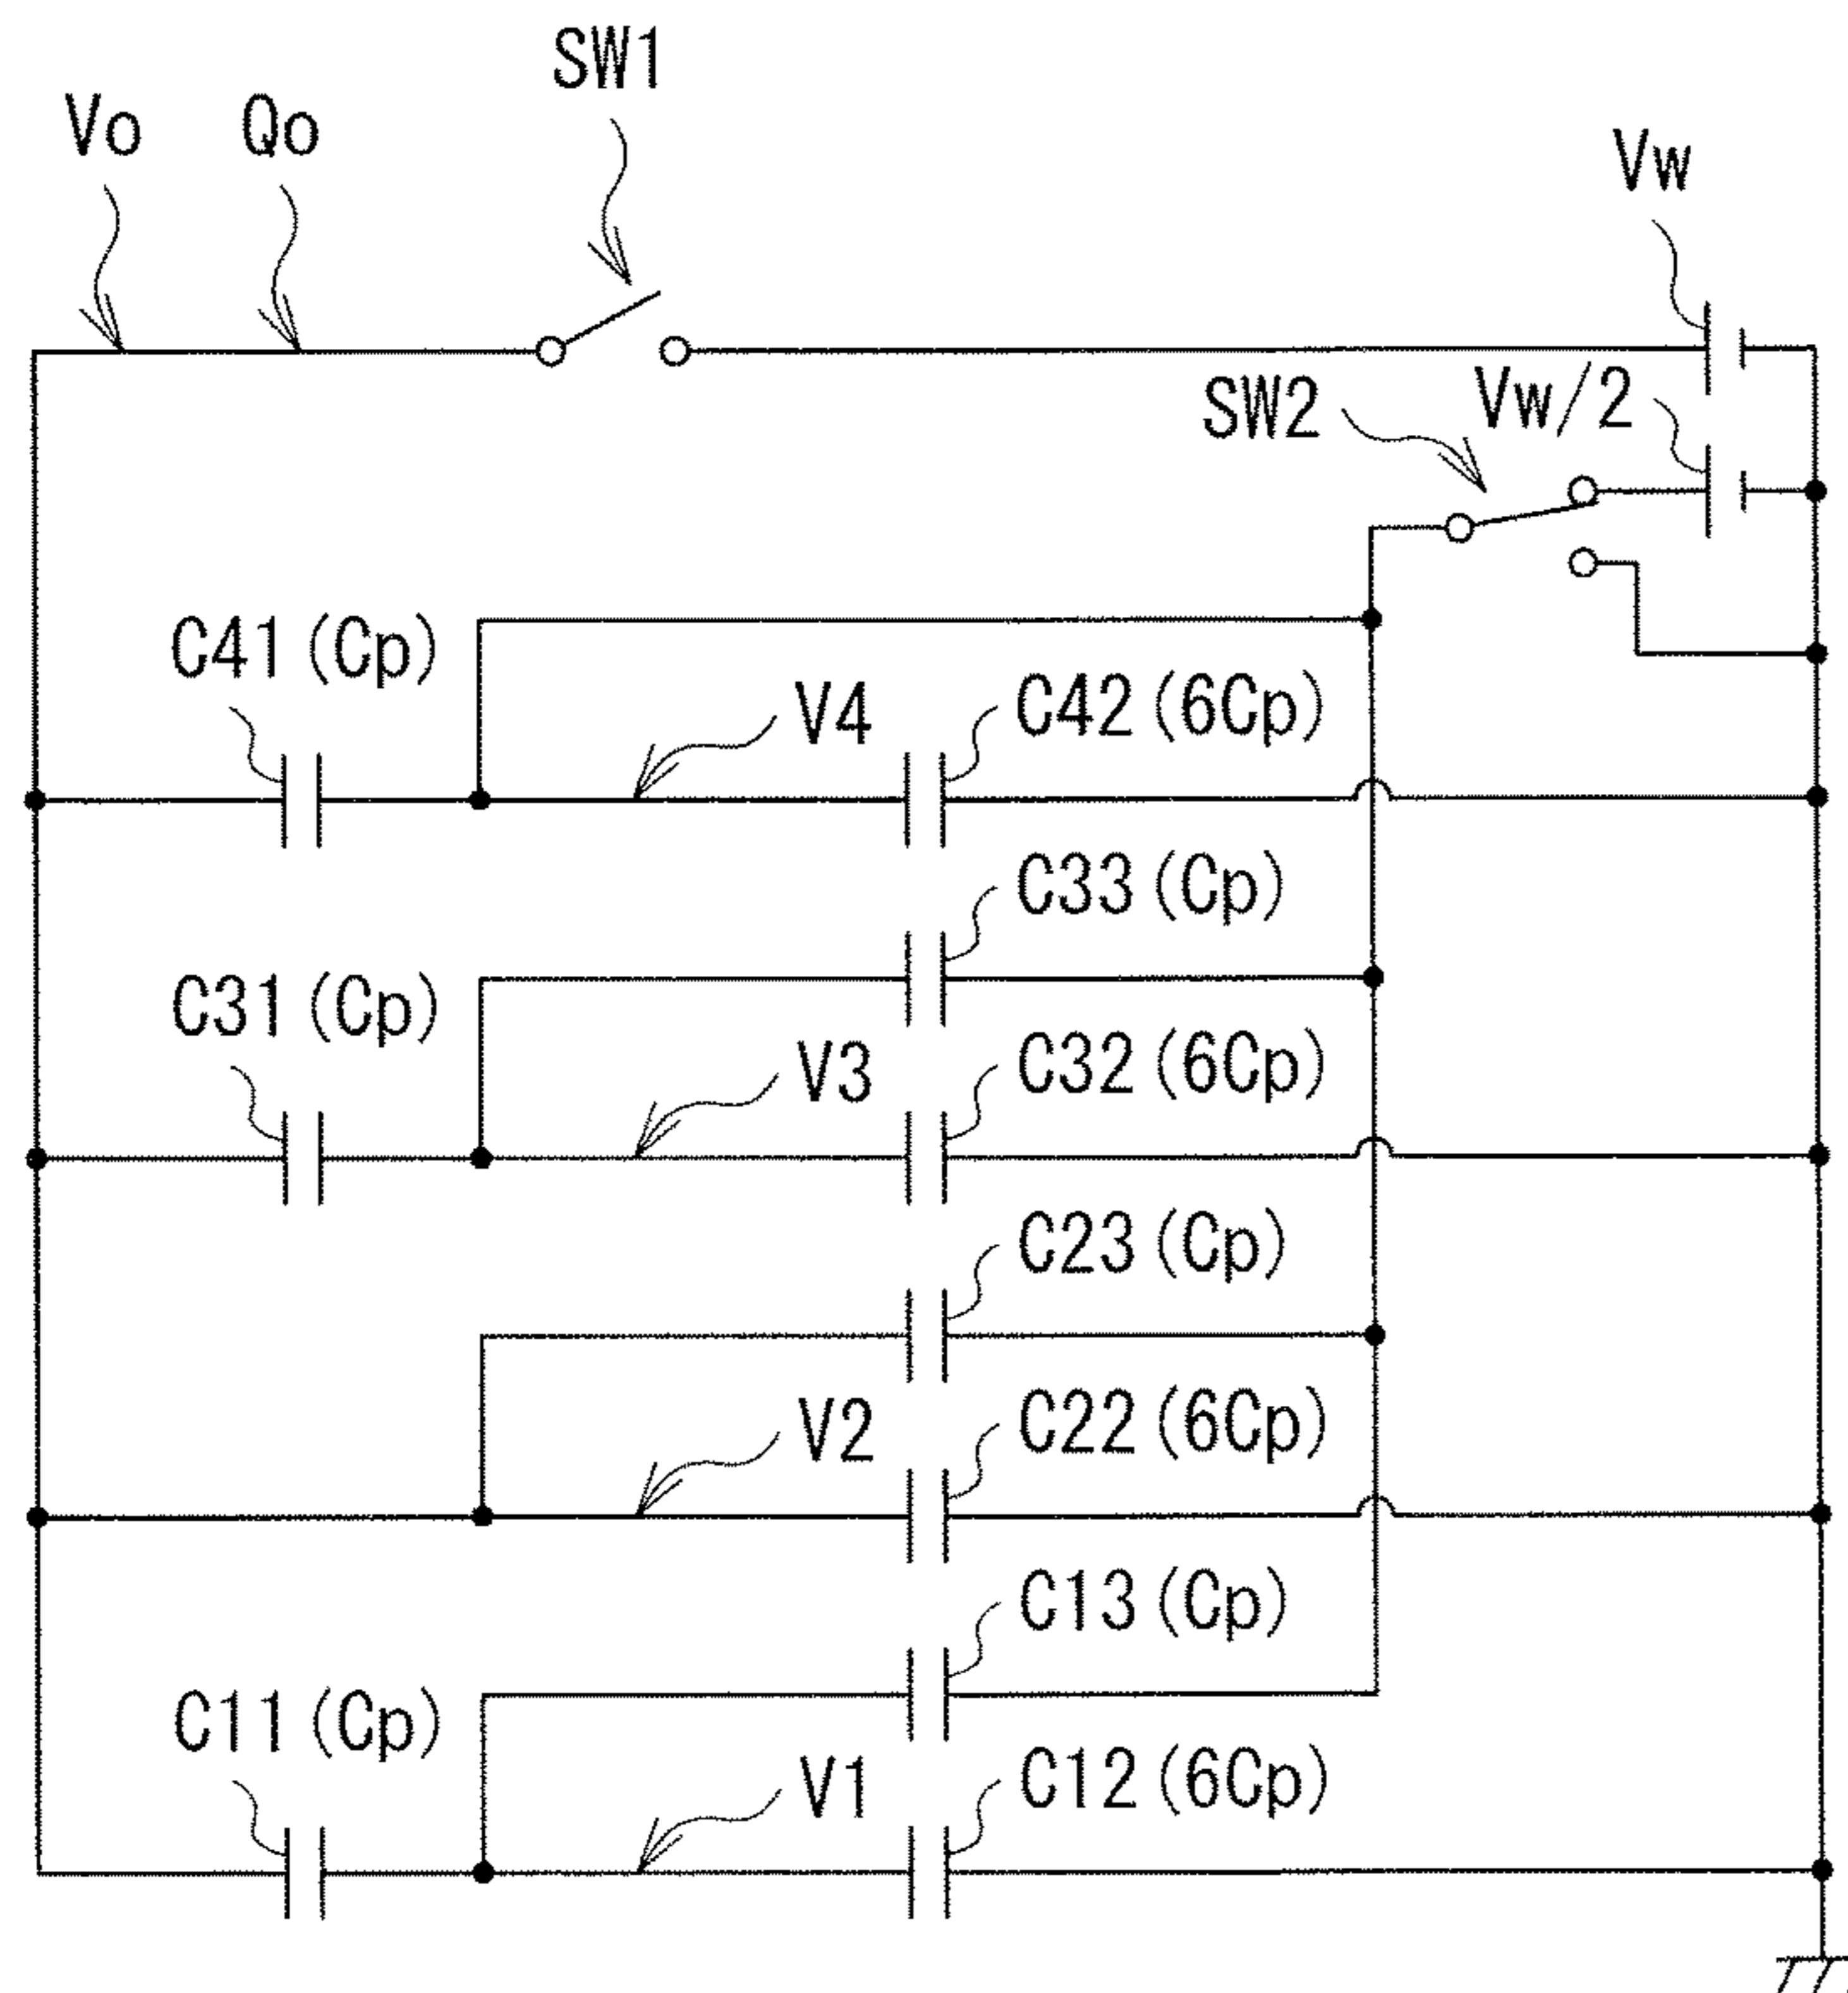 SW1
Vo
Qo
Vw
SW2
Vw/2
C41(Cp)
V4
C42(6Cp)
C33(Cp)
C31(Cp)
V3
C32(6Cp)
C23(Cp)
V2
C22(6Cp)
C13(Cp)
C11(Cp)
V1
C12(6Cp)